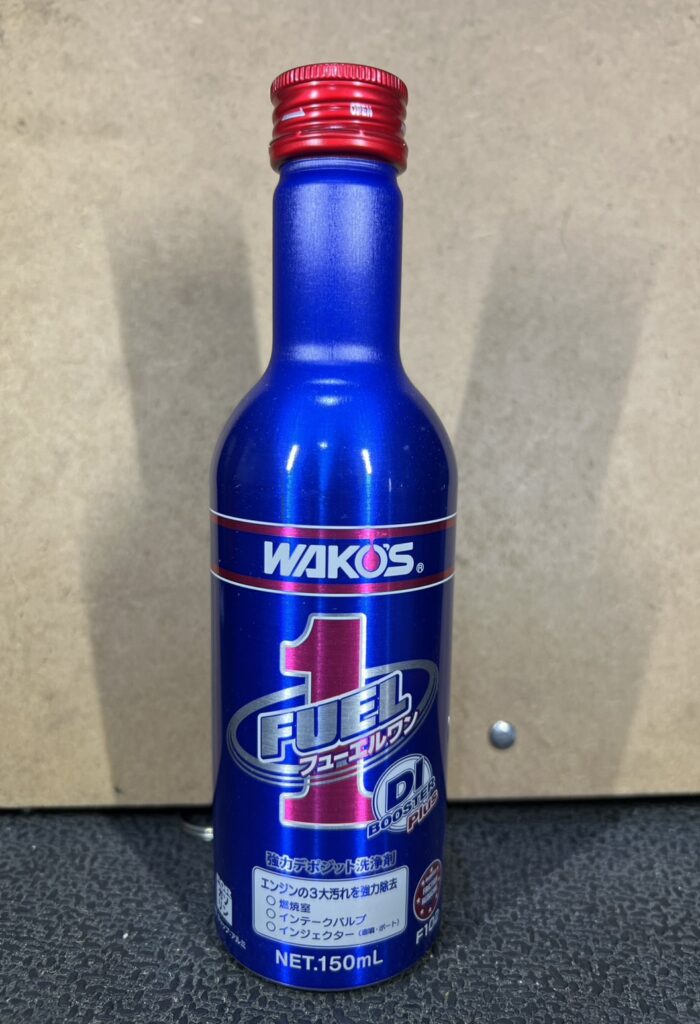 OPEN
WAKO'S®
1
FUEL
フューエルワン
DI
BOOSTER
PLUS
強力デポジット洗浄剤
エンジンの3大汚れを強力除去
○ 燃焼室
○ インテークバルブ
○ インジェクター (直噴・ポート)
NET.150mL